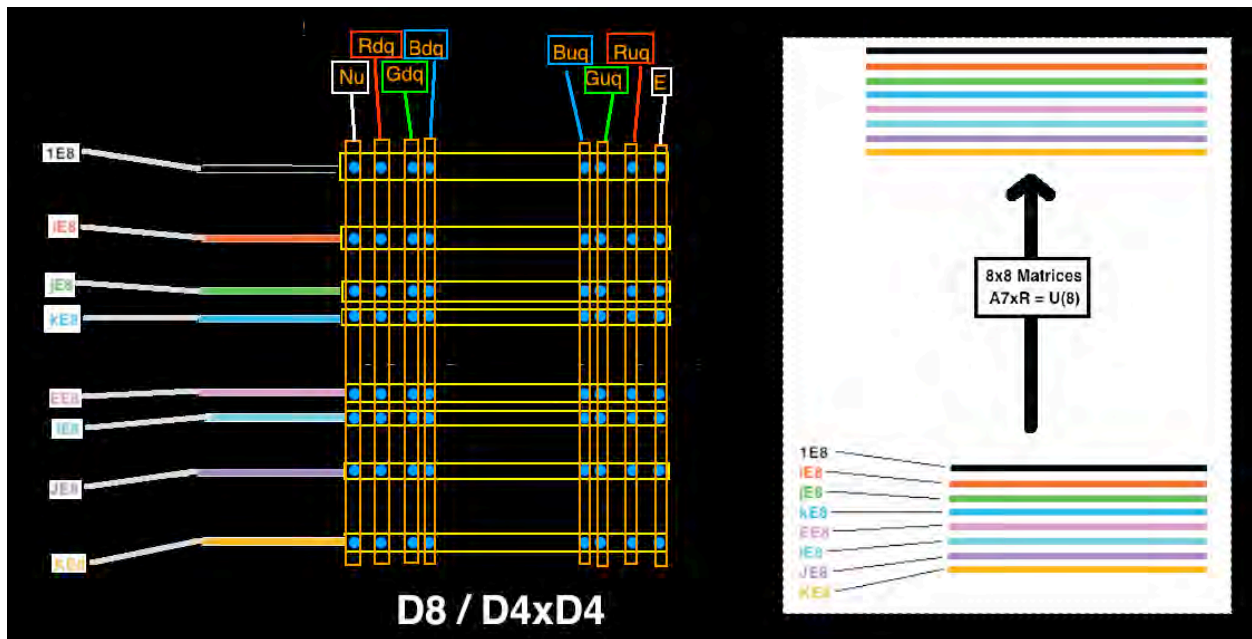 Rdq Bdq
Buq Ruq
Nu Gdq
Guq E
1E8
iE8
jE8
kE8
EE8
IE8
JE8
KE8
D8 / D4xD4
8x8 Matrices
A7xR = U(8)
1E8
iE8
jE8
kE8
EE8
IE8
JE8
KE8